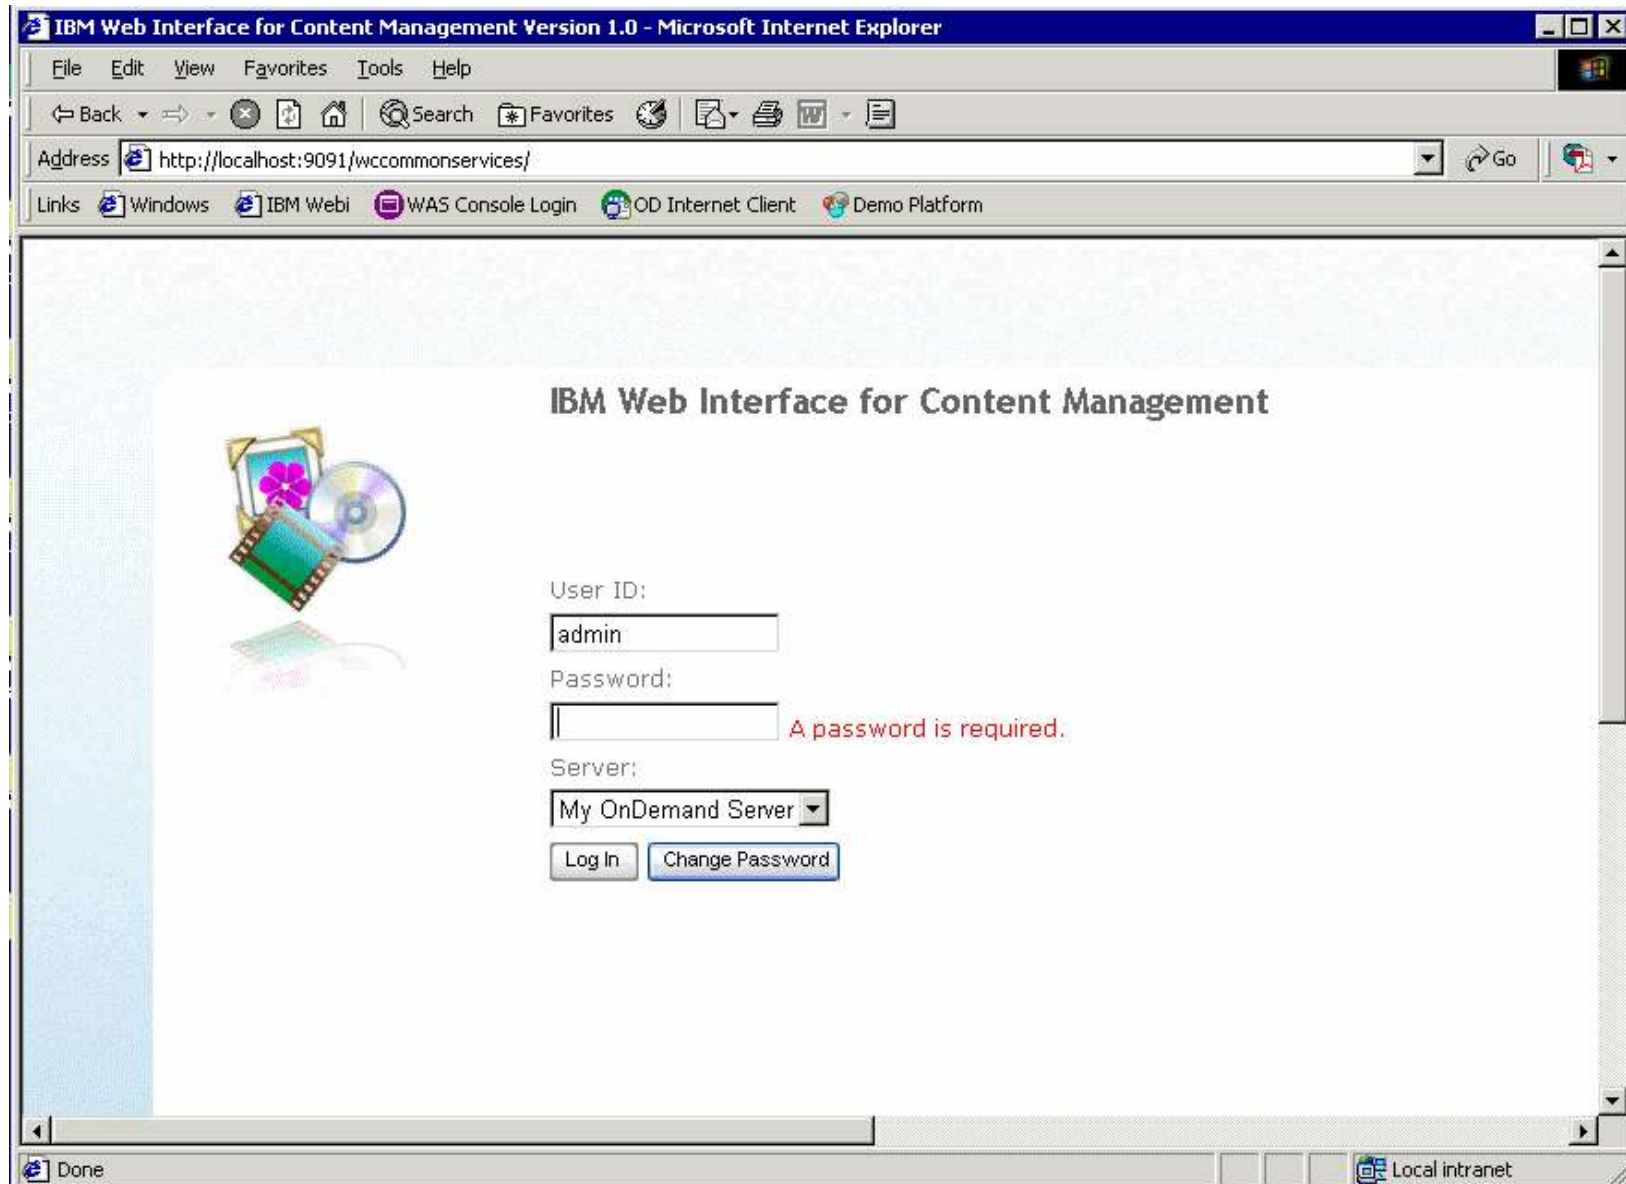 IBM Web Interface for Content Management Version 1.0 - Microsoft Internet Explorer
File Edit View Favorites Tools Help
Back Search Favorites
Address http://localhost:9091/wccommonservices/ Go
Links Windows IBM Webi WAS Console Login OD Internet Client Demo Platform
IBM Web Interface for Content Management
User ID:
admin
Password:
A password is required.
Server:
My OnDemand Server
Log In Change Password
Done Local intranet